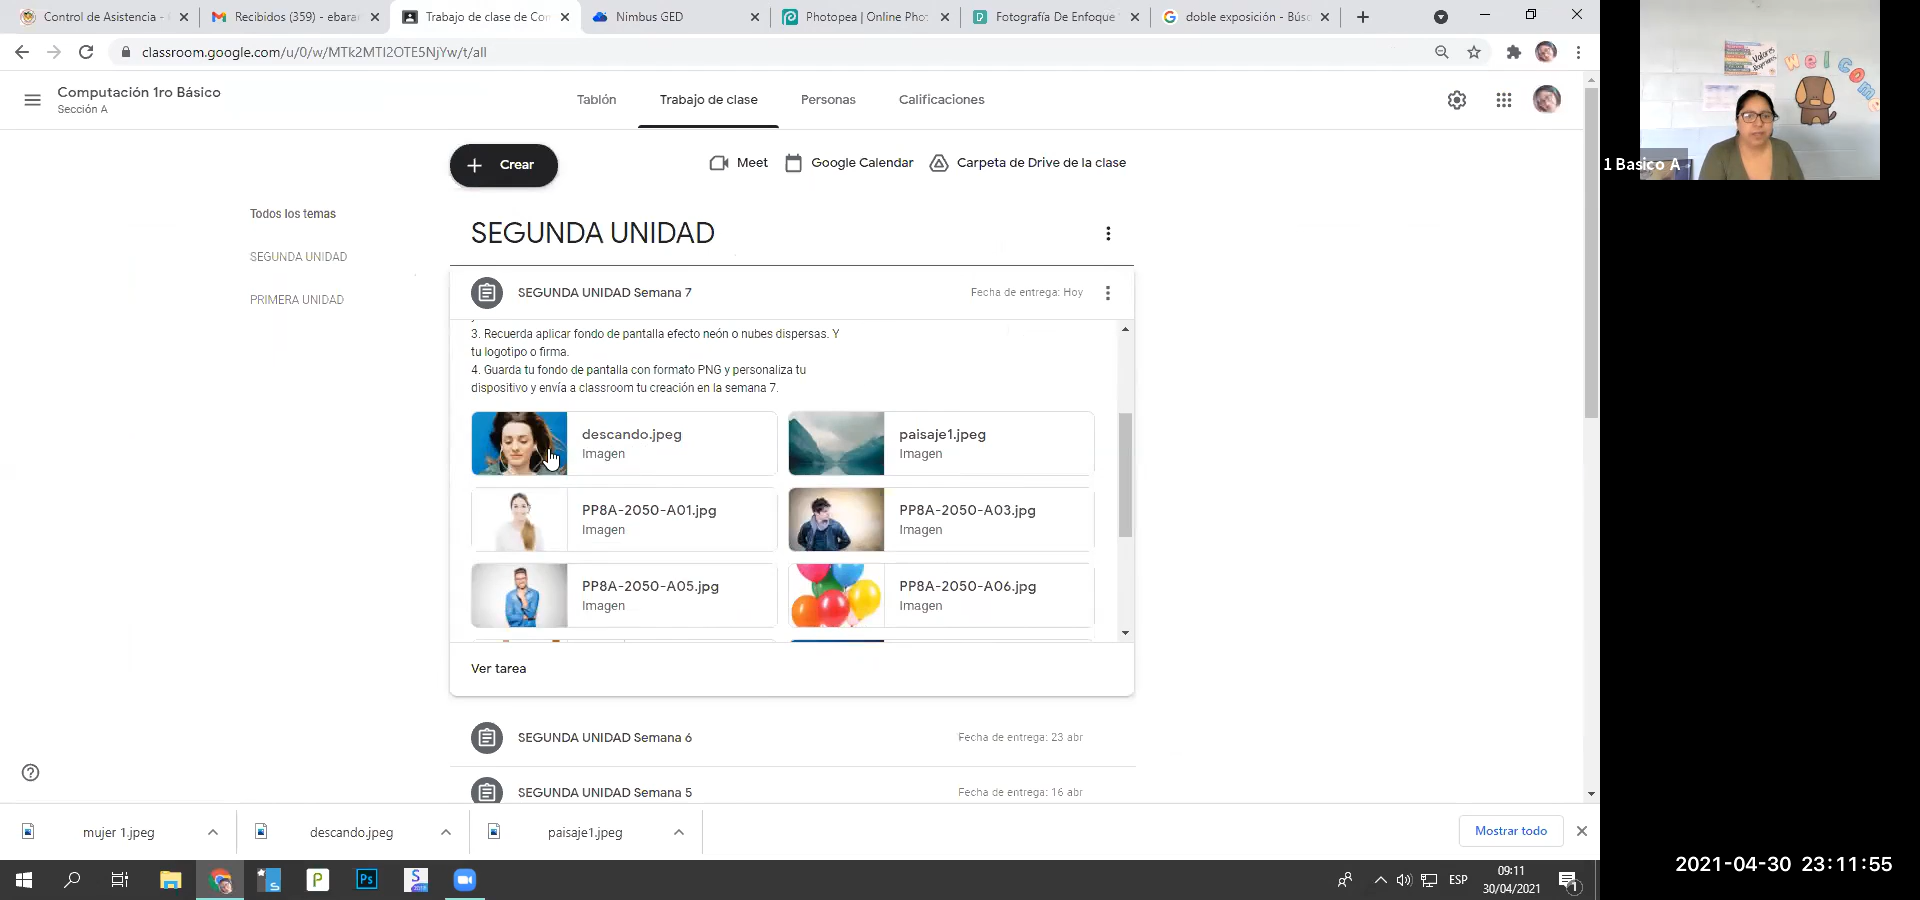 Control de Asistencia -
Recibidos (359) - ebara
Trabajo de clase de Con
Nimbus GED
Photopea | Online Pho
Fotografía De Enfoque
doble exposición - Bús
classroom.google.com/u/0/w/MTk2MTI2OTE5NjYw/t/all
Computación 1ro Básico
Sección A
Tablón
Trabajo de clase
Personas
Calificaciones
Crear
Meet
Google Calendar
Carpeta de Drive de la clase
Todos los temas
SEGUNDA UNIDAD
PRIMERA UNIDAD
SEGUNDA UNIDAD
SEGUNDA UNIDAD Semana 7
Fecha de entrega: Hoy
3. Recuerda aplicar fondo de pantalla efecto neón o nubes dispersas. Y
tu logotipo o firma.
4. Guarda tu fondo de pantalla con formato PNG y personaliza tu
dispositivo y envía a classroom tu creación en la semana 7.
descando.jpeg
Imagen
paisaje1.jpeg
Imagen
PP8A-2050-A01.jpg
Imagen
PP8A-2050-A03.jpg
Imagen
PP8A-2050-A05.jpg
Imagen
PP8A-2050-A06.jpg
Imagen
Ver tarea
SEGUNDA UNIDAD Semana 6
Fecha de entrega: 23 abr
SEGUNDA UNIDAD Semana 5
Fecha de entrega: 16 abr
mujer 1.jpeg
descando.jpeg
paisaje1.jpeg
Mostrar todo
ESP
09:11
30/04/2021
1
Valores
welcome
1 Basico A
2021-04-30 23:11:55